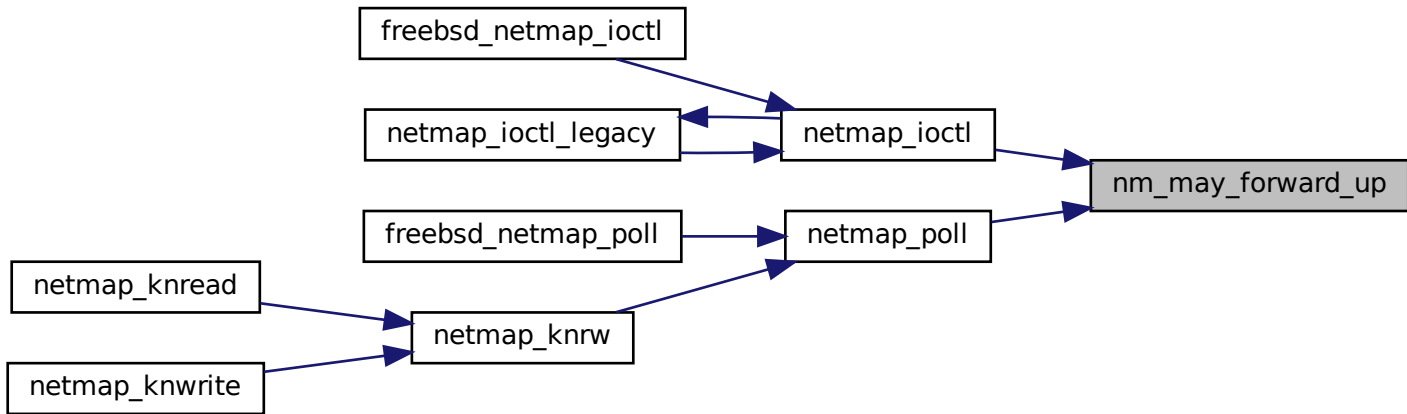 freebsd_netmap_ioctl
netmap_ioctl_legacy
netmap_ioctl
nm_may_forward_up
freebsd_netmap_poll
netmap_poll
netmap_knread
netmap_knrw
netmap_knwrite